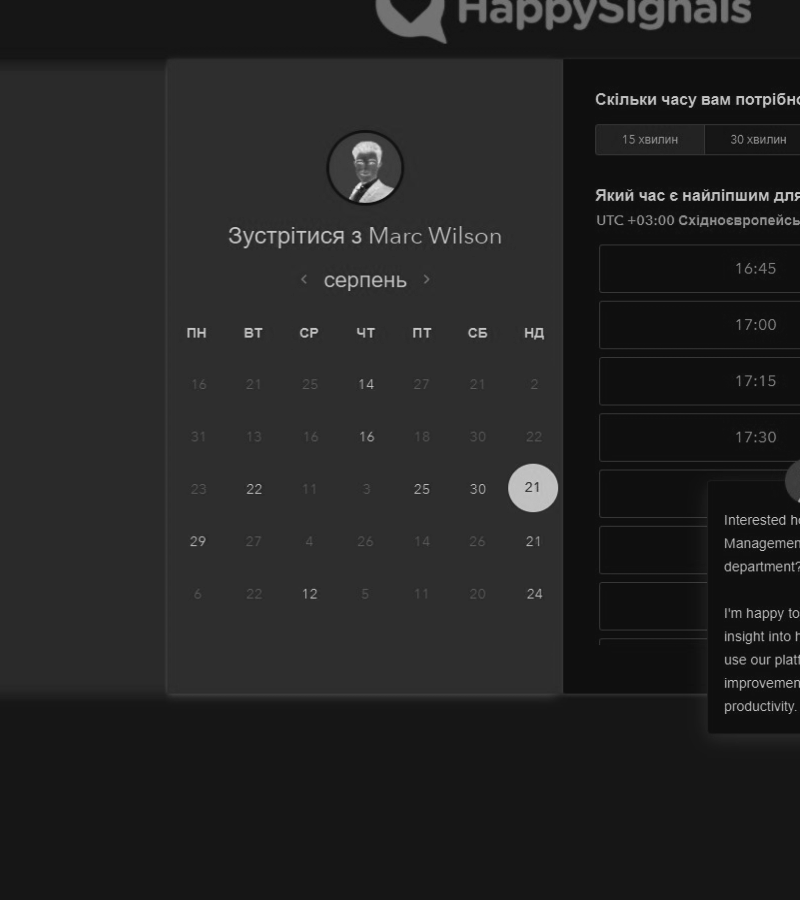 HappySignals
Зустрітися з Marc Wilson
серпень
ПН ВТ СР ЧТ ПТ СБ НД
16 21 25 14 27 21 2
31 13 16 16 18 30 22
23 22 11 3 25 30 21
29 27 4 26 14 26 21
6 22 12 5 11 20 24
Скільки часу вам потрібно
15 хвилин 30 хвилин
Який час є найліпшим для
UTC +03:00 Східноєвропейсь
16:45
17:00
17:15
17:30
Interested ho
Managemen
department?
I'm happy to
insight into h
use our platf
improvemen
productivity.